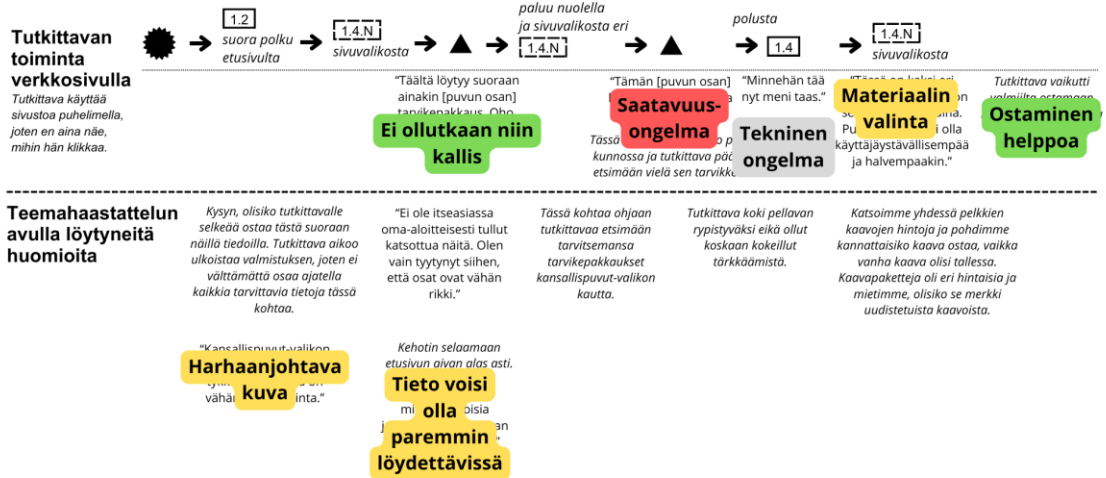 Tutkittavan
toiminta
verkkosivulla
Tutkittava käyttää
sivustoa puhelimella,
joten en aina näe,
mihin hän klikkaa.
1.2
suora polku
etusivulta
1.4.N
sivuvalikosta
paluu nuolella
ja sivuvalikosta eri
1.4.N
polusta
1.4
1.4.N
sivuvalikosta
“Täältä löytyy suoraan
ainakin [puvun osan]
tarvikepakkaus. Oho
Ei ollutkaan niin
kallis
“Tämän [puvun osan]
Saatavuus-
ongelma
kunnossa ja tutkittava
etsimään vielä sen
“Minnehän tää
nyt meni taas.”
Tekninen
ongelma
Materiaalin
valinta
olla
käyttäjäystävällisempää
ja halvempaakin.”
Tutkittava vaikutti
Ostaminen
helppoa
Teemahaastattelun
avulla löytyneitä
huomioita
Kysyn, olisiko tutkittavalle
selkeää ostaa tästä suoraan
näillä tiedoilla. Tutkittava aikoo
ulkoistaa valmistuksen, joten ei
välttämättä osaa ajatella
kaikkia tarvittavia tietoja tässä
kohtaa.
“Ei ole itseasiassa
oma-aloitteisesti tullut
katsottua näitä. Olen
vain tyytynyt siihen,
että osat ovat vähän
rikki.”
Tässä kohtaa ohjaan
tutkittavaa etsimään
tarvitsemansa
tarvikepakkaukset
kansallispuvut-valikon
kautta.
Tutkittava koki pellavan
rypistyväksi eikä ollut
koskaan kokeillut
tärkkäämistä.
Katsoimme yhdessä pelkkien
kaavojen hintoja ja pohdimme
kannattaisiko kaava ostaa, vaikka
vanha kaava olisi tallessa.
Kaavapaketteja oli eri hintaisia ja
mietimme, olisiko se merkki
uudistetuista kaavoista.
“Kansallispuvut-valikon
Harhaanjohtava
kuva
Kehotin selaamaan
etusivun aivan alas asti.
Tieto voisi
olla
paremmin
löydettävissä